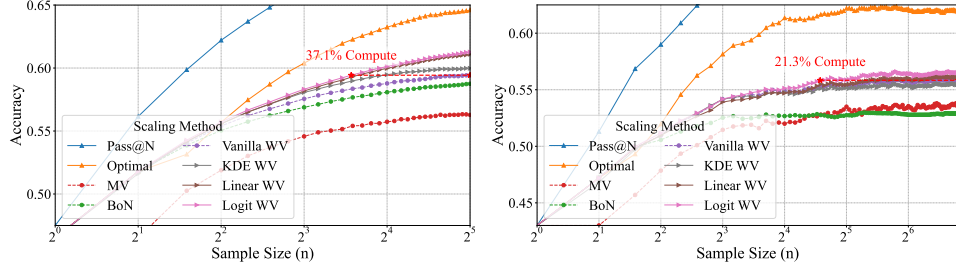 0.65
0.60
0.55
0.50
Accuracy
37.1% Compute
Scaling Method
Pass@N
Optimal
MV
BoN
Vanilla WV
KDE WV
Linear WV
Logit WV
2^0
2^1
2^2
2^3
2^4
2^5
Sample Size (n)
0.60
0.55
0.50
0.45
Accuracy
21.3% Compute
Scaling Method
Pass@N
Optimal
MV
BoN
Vanilla WV
KDE WV
Linear WV
Logit WV
2^0
2^1
2^2
2^3
2^4
2^5
2^6
Sample Size (n)